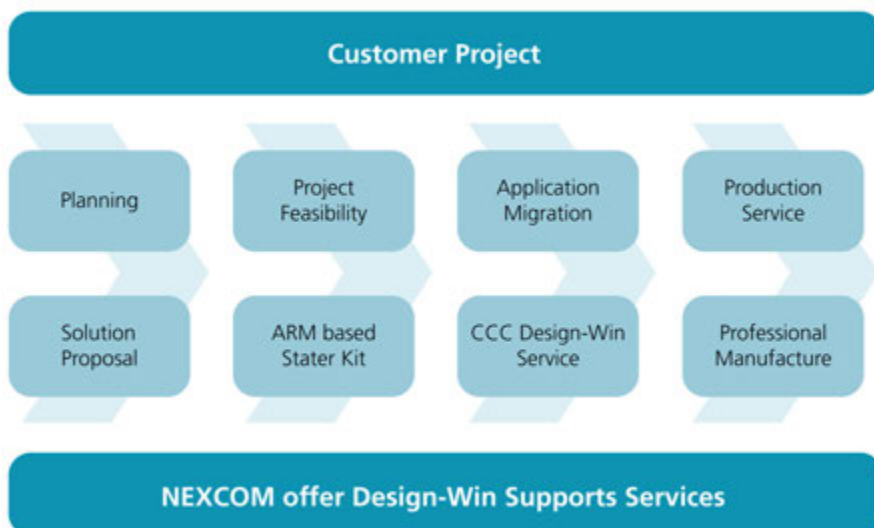 Customer Project
Planning
Project
Feasibility
Application
Migration
Production
Service
Solution
Proposal
ARM based
Stater Kit
CCC Design-Win
Service
Professional
Manufacture
NEXCOM offer Design-Win Supports Services